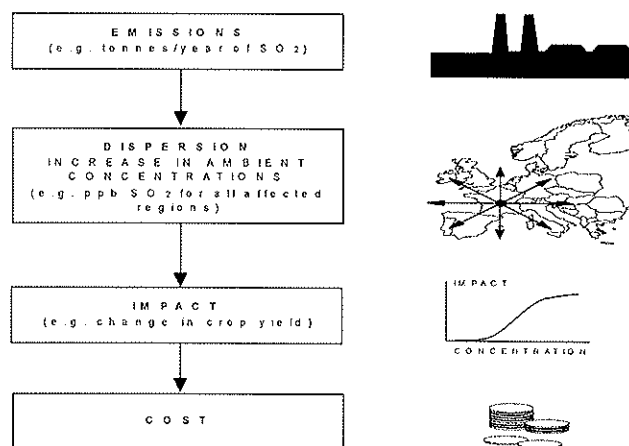 EMISSIONS
(e.g. tonnes/year of SO2)
DISPERSION
INCREASE IN AMBIENT
CONCENTRATIONS
(e.g. ppb SO2 for all affected
regions)
IMPACT
(e.g. change in crop yield)
COST
IMPACT
CONCENTRATION